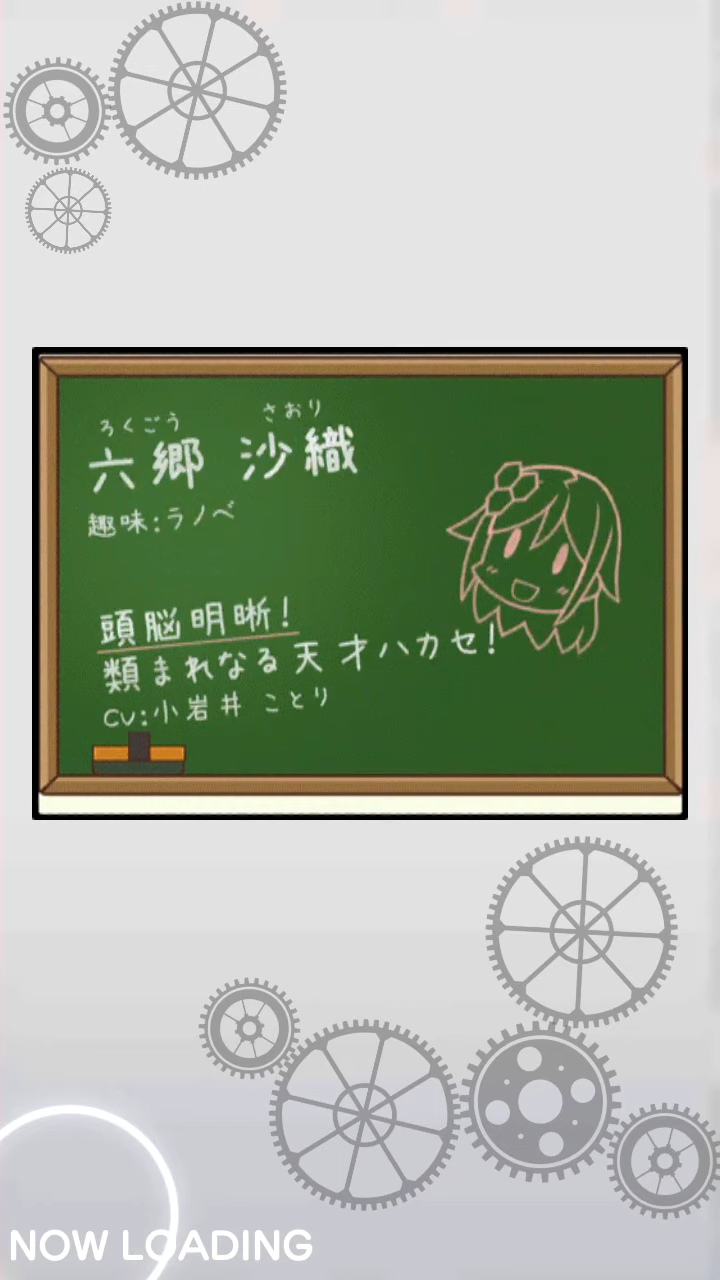 ろくごう さおり
六郷 沙織
趣味:ラノベ
頭脳明晰!
類まれなる天才ハカセ!
CV:小岩井 ことり
NOW LOADING